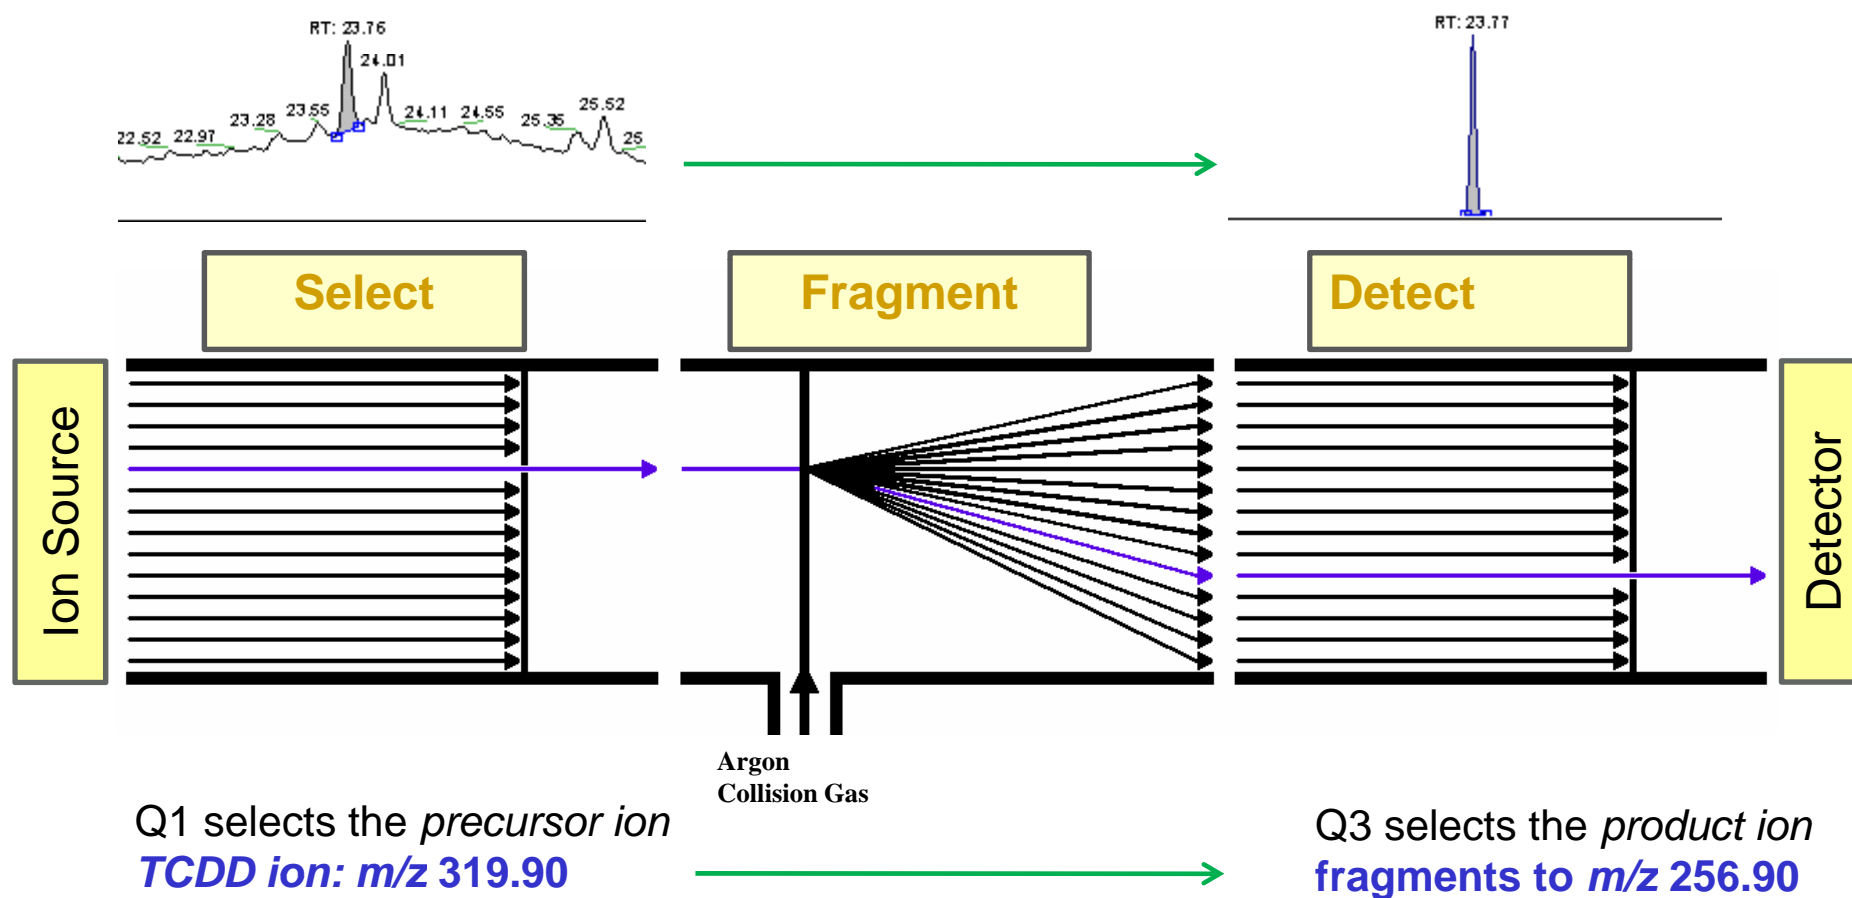 RT: 23.76
24.01
23.55
23.28
22.97
22.52
24.11
24.55
25.35
25.52
25
RT: 23.77
Select
Fragment
Detect
Ion Source
Detector
Argon
Collision Gas
Q1 selects the precursor ion
TCDD ion: m/z 319.90
Q3 selects the product ion
fragments to m/z 256.90